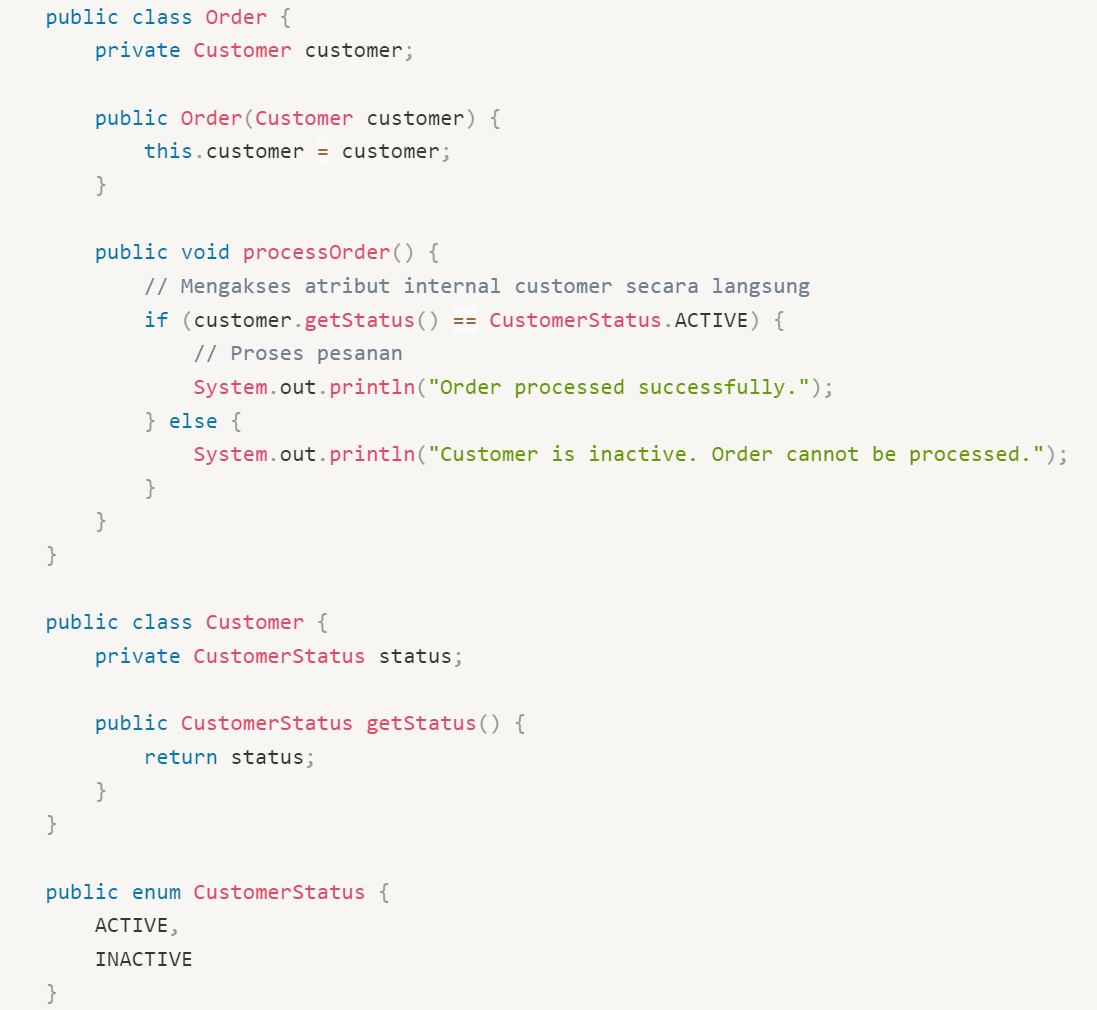 public class Order {
    private Customer customer;

    public Order(Customer customer) {
        this.customer = customer;
    }

    public void processOrder() {
        // Mengakses atribut internal customer secara langsung
        if (customer.getStatus() == CustomerStatus.ACTIVE) {
            // Proses pesanan
            System.out.println("Order processed successfully.");
        } else {
            System.out.println("Customer is inactive. Order cannot be processed.");
        }
    }
}

public class Customer {
    private CustomerStatus status;

    public CustomerStatus getStatus() {
        return status;
    }
}

public enum CustomerStatus {
    ACTIVE,
    INACTIVE
}